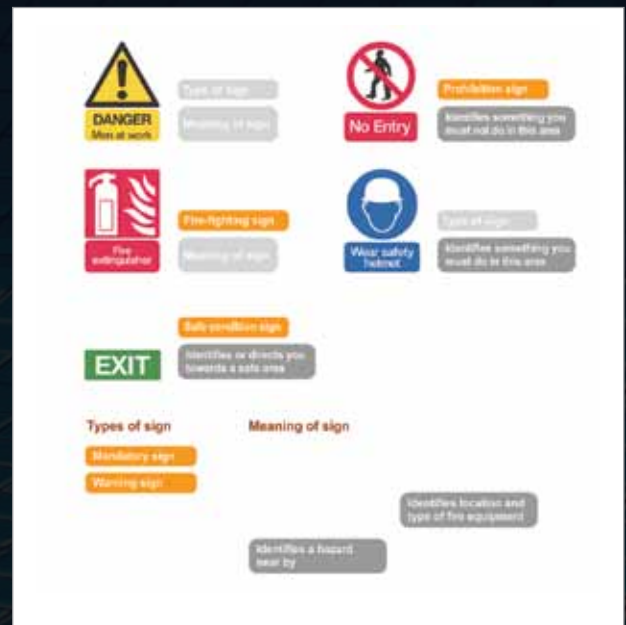 DANGER
Men at work
Type of sign
Meaning of sign
No Entry
Prohibition sign
Identifies something you
must not do in this area
Fire
extinguisher
Fire-fighting sign
Meaning of sign
Wear safety
helmet
Type of sign
Identifies something you
must do in this area
EXIT
Safe condition sign
Identifies or directs you
towards a safe area
Types of sign
Meaning of sign
Mandatory sign
Warning sign
Identifies location and
type of fire equipment
Identifies a hazard
near by